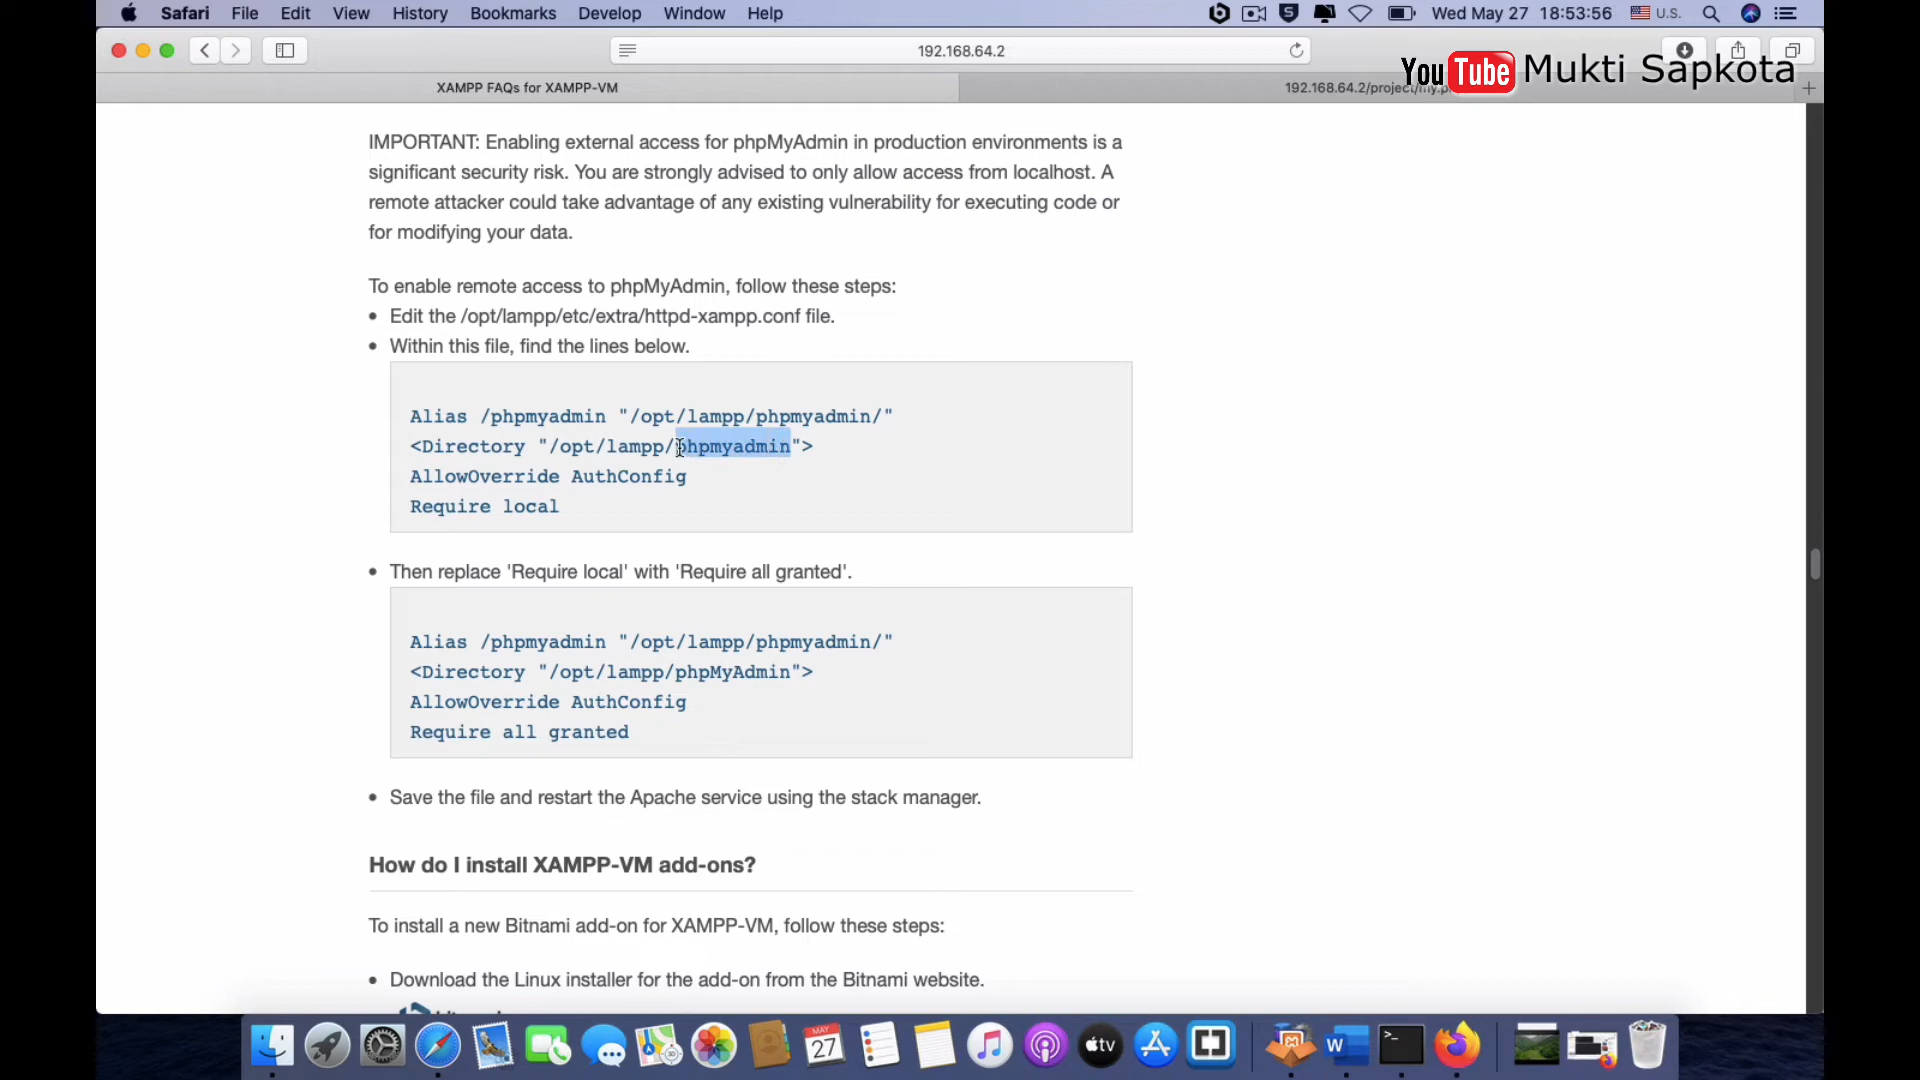 Safari File Edit View History Bookmarks Develop Window Help Wed May 27 18:53:56 U.S.
192.168.64.2
YouTube Mukti Sapkota
XAMPP FAQs for XAMPP-VM 192.168.64.2/project/my.p
IMPORTANT: Enabling external access for phpMyAdmin in production environments is a
significant security risk. You are strongly advised to only allow access from localhost. A
remote attacker could take advantage of any existing vulnerability for executing code or
for modifying your data.
To enable remote access to phpMyAdmin, follow these steps:
• Edit the /opt/lampp/etc/extra/httpd-xampp.conf file.
• Within this file, find the lines below.
Alias /phpmyadmin "/opt/lampp/phpmyadmin/"
<Directory "/opt/lampp/phpmyadmin">
AllowOverride AuthConfig
Require local
• Then replace 'Require local' with 'Require all granted'.
Alias /phpmyadmin "/opt/lampp/phpmyadmin/"
<Directory "/opt/lampp/phpMyAdmin">
AllowOverride AuthConfig
Require all granted
• Save the file and restart the Apache service using the stack manager.
How do I install XAMPP-VM add-ons?
To install a new Bitnami add-on for XAMPP-VM, follow these steps:
• Download the Linux installer for the add-on from the Bitnami website.
MAY
27
tv
W